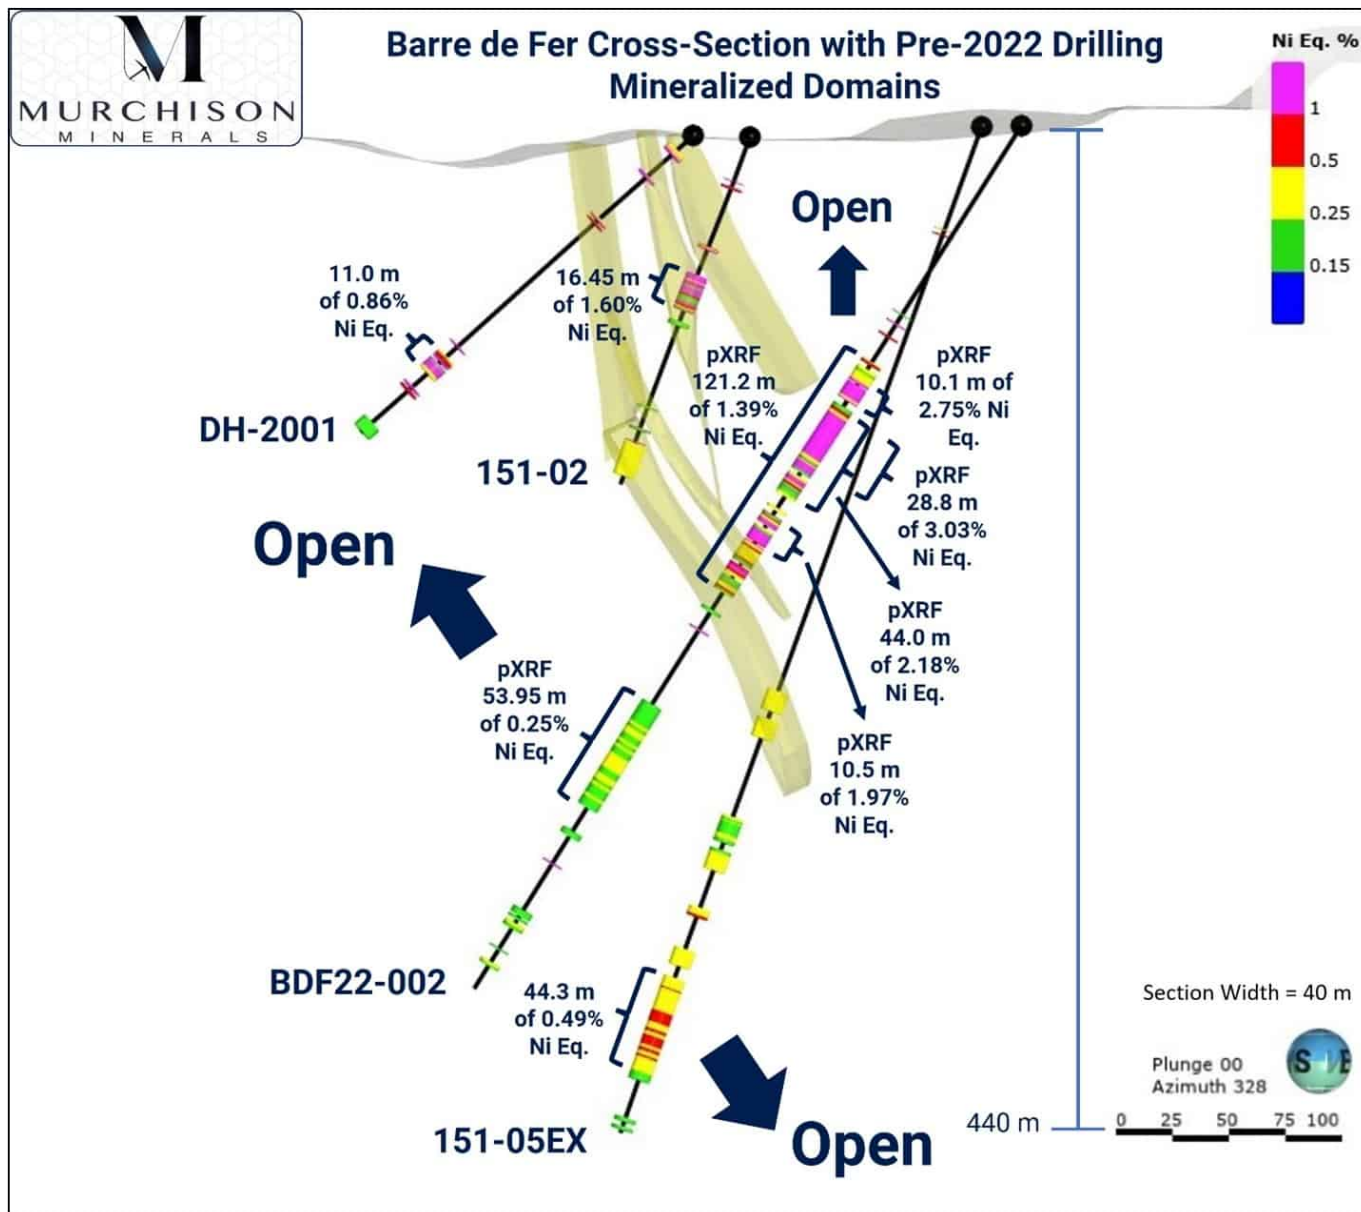 MURCHISON
MINERALS
Barre de Fer Cross-Section with Pre-2022 Drilling
Mineralized Domains
Ni Eq. %
1
0.5
0.25
0.15
Open
11.0 m
of 0.86%
Ni Eq.
16.45 m
of 1.60%
Ni Eq.
pXRF
121.2 m
of 1.39%
Ni Eq.
pXRF
10.1 m of
2.75% Ni
Eq.
DH-2001
151-02
pXRF
28.8 m
of 3.03%
Ni Eq.
Open
pXRF
44.0 m
of 2.18%
Ni Eq.
pXRF
53.95 m
of 0.25%
Ni Eq.
pXRF
10.5 m
of 1.97%
Ni Eq.
BDF22-002
44.3 m
of 0.49%
Ni Eq.
Section Width = 40 m
Plunge 00
Azimuth 328
S E
0 25 50 75 100
440 m
151-05EX
Open